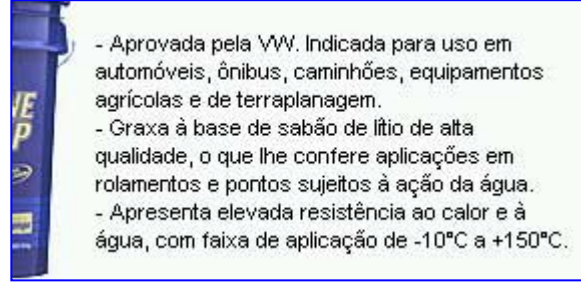 - Aprovada pela VW. Indicada para uso em
automóveis, ônibus, caminhões, equipamentos
agrícolas e de terraplanagem.
- Graxa à base de sabão de lítio de alta
qualidade, o que lhe confere aplicações em
rolamentos e pontos sujeitos à ação da água.
- Apresenta elevada resistência ao calor e à
água, com faixa de aplicação de -10°C a +150°C.